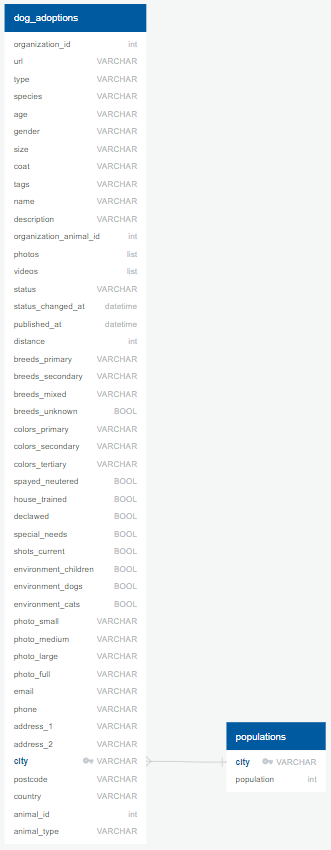 dog_adoptions
organization_id int
url VARCHAR
type VARCHAR
species VARCHAR
age VARCHAR
gender VARCHAR
size VARCHAR
coat VARCHAR
tags VARCHAR
name VARCHAR
description VARCHAR
organization_animal_id int
photos list
videos list
status VARCHAR
status_changed_at datetime
published_at datetime
distance int
breeds_primary VARCHAR
breeds_secondary VARCHAR
breeds_mixed VARCHAR
breeds_unknown BOOL
colors_primary VARCHAR
colors_secondary VARCHAR
colors_tertiary VARCHAR
spayed_neutered BOOL
house_trained BOOL
declawed BOOL
special_needs BOOL
shots_current BOOL
environment_children BOOL
environment_dogs BOOL
environment_cats BOOL
photo_small VARCHAR
photo_medium VARCHAR
photo_large VARCHAR
photo_full VARCHAR
email VARCHAR
phone VARCHAR
address_1 VARCHAR
address_2 VARCHAR
city VARCHAR
postcode VARCHAR
country VARCHAR
animal_id int
animal_type VARCHAR
populations
city VARCHAR
population int